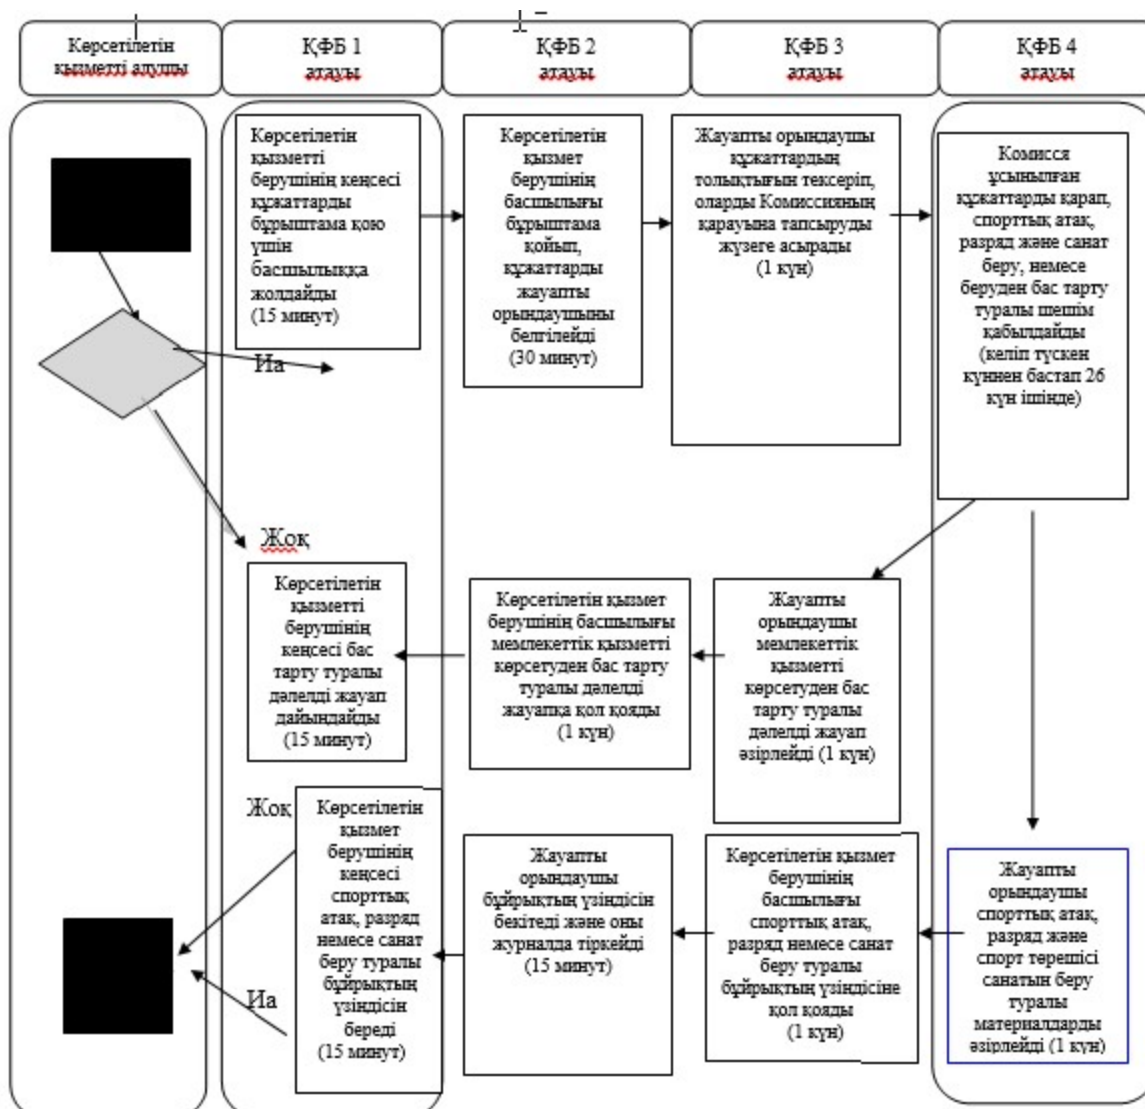 Көрсетілетін
қызметті алушы
ҚФБ 1
атауы
ҚФБ 2
атауы
ҚФБ 3
атауы
ҚФБ 4
атауы
Көрсетілетін
қызметті
берушінің кеңсесі
құжаттарды
бұрыштама қою
үшін
басшылыққа
жолдайды
(15 минут)
Көрсетілетін
қызмет
берушінің
басшылығы
бұрыштама
қойып,
құжаттарды
жауапты
орындаушыны
белгілейді
(30 минут)
Жауапты орындаушы
құжаттардың
толықтығын тексеріп,
оларды Комиссияның
қарауына тапсыруды
жүзеге асырады
(1 күн)
Комисся
ұсынылған
құжаттарды қарап,
спорттық атақ,
разряд және санат
беру, немесе
беруден бас тарту
туралы шешім
қабылдайды
(келіп түскен
күннен бастап 26
күн ішінде)
Иа
Жоқ
Көрсетілетін
қызметті
берушінің
кеңсесі бас
тарту туралы
дәлелді жауап
дайындайды
(15 минут)
Көрсетілетін қызмет
берушінің басшылығы
мемлекеттік қызметті
көрсетуден бас тарту
туралы дәлелді
жауапқа қол қояды
(1 күн)
Жауапты
орындаушы
мемлекеттік
қызметті
көрсетуден бас
тарту туралы
дәлелді жауап
әзірлейді (1 күн)
Жоқ
Көрсетілетін
қызмет
берушінің
кеңсесі
спорттық
атақ, разряд
немесе санат
беру туралы
бұйрықтың
үзіндісін
береді
(15 минут)
Иа
Жауапты
орындаушы
бұйрықтың үзіндісін
бекітеді және оны
журналда тіркейді
(15 минут)
Көрсетілетін қызмет
берушінің
басшылығы
спорттық атақ,
разряд немесе санат
беру туралы
бұйрықтың үзіндісіне
қол қояды
(1 күн)
Жауапты
орындаушы
спорттық атақ,
разряд және
спорт төрешісі
санатын беру
туралы
материалдарды
әзірлейді (1 күн)